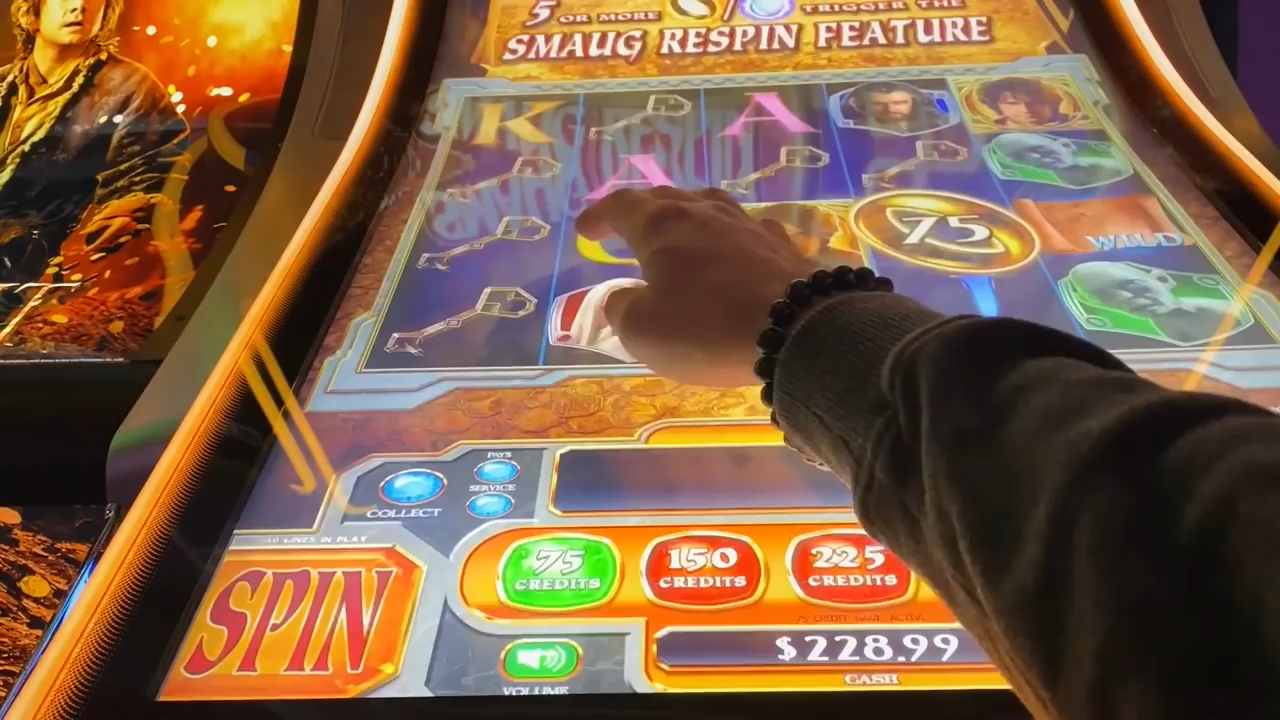 5 OR MORE / TRIGGER THE
SMAUG RESPIN FEATURE
K
A
A
75
WILD
PAYS
SERVICE
COLLECT
LINES IN PLAY
SPIN
75
CREDITS
150
CREDITS
225
CREDITS
75 CREDIT GAME ACTIVE
$228.99
CASH
VOLUME